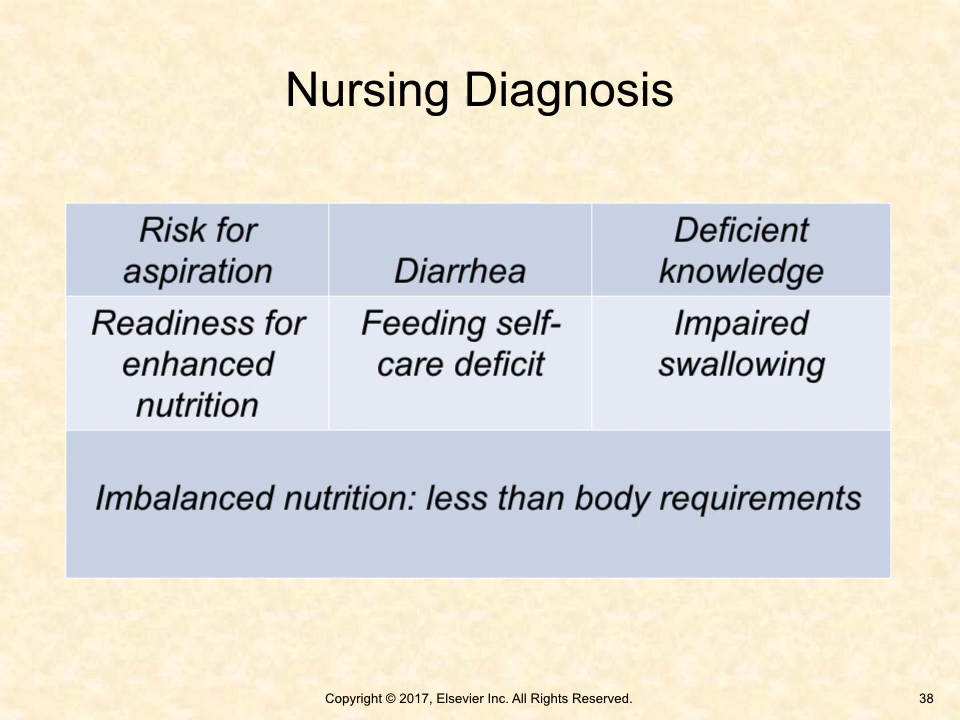 Nursing Diagnosis
Risk for
aspiration
Diarrhea
Deficient
knowledge
Readiness for
enhanced
nutrition
Feeding self-
care deficit
Impaired
swallowing
Imbalanced nutrition: less than body requirements
Copyright © 2017, Elsevier Inc. All Rights Reserved.
38